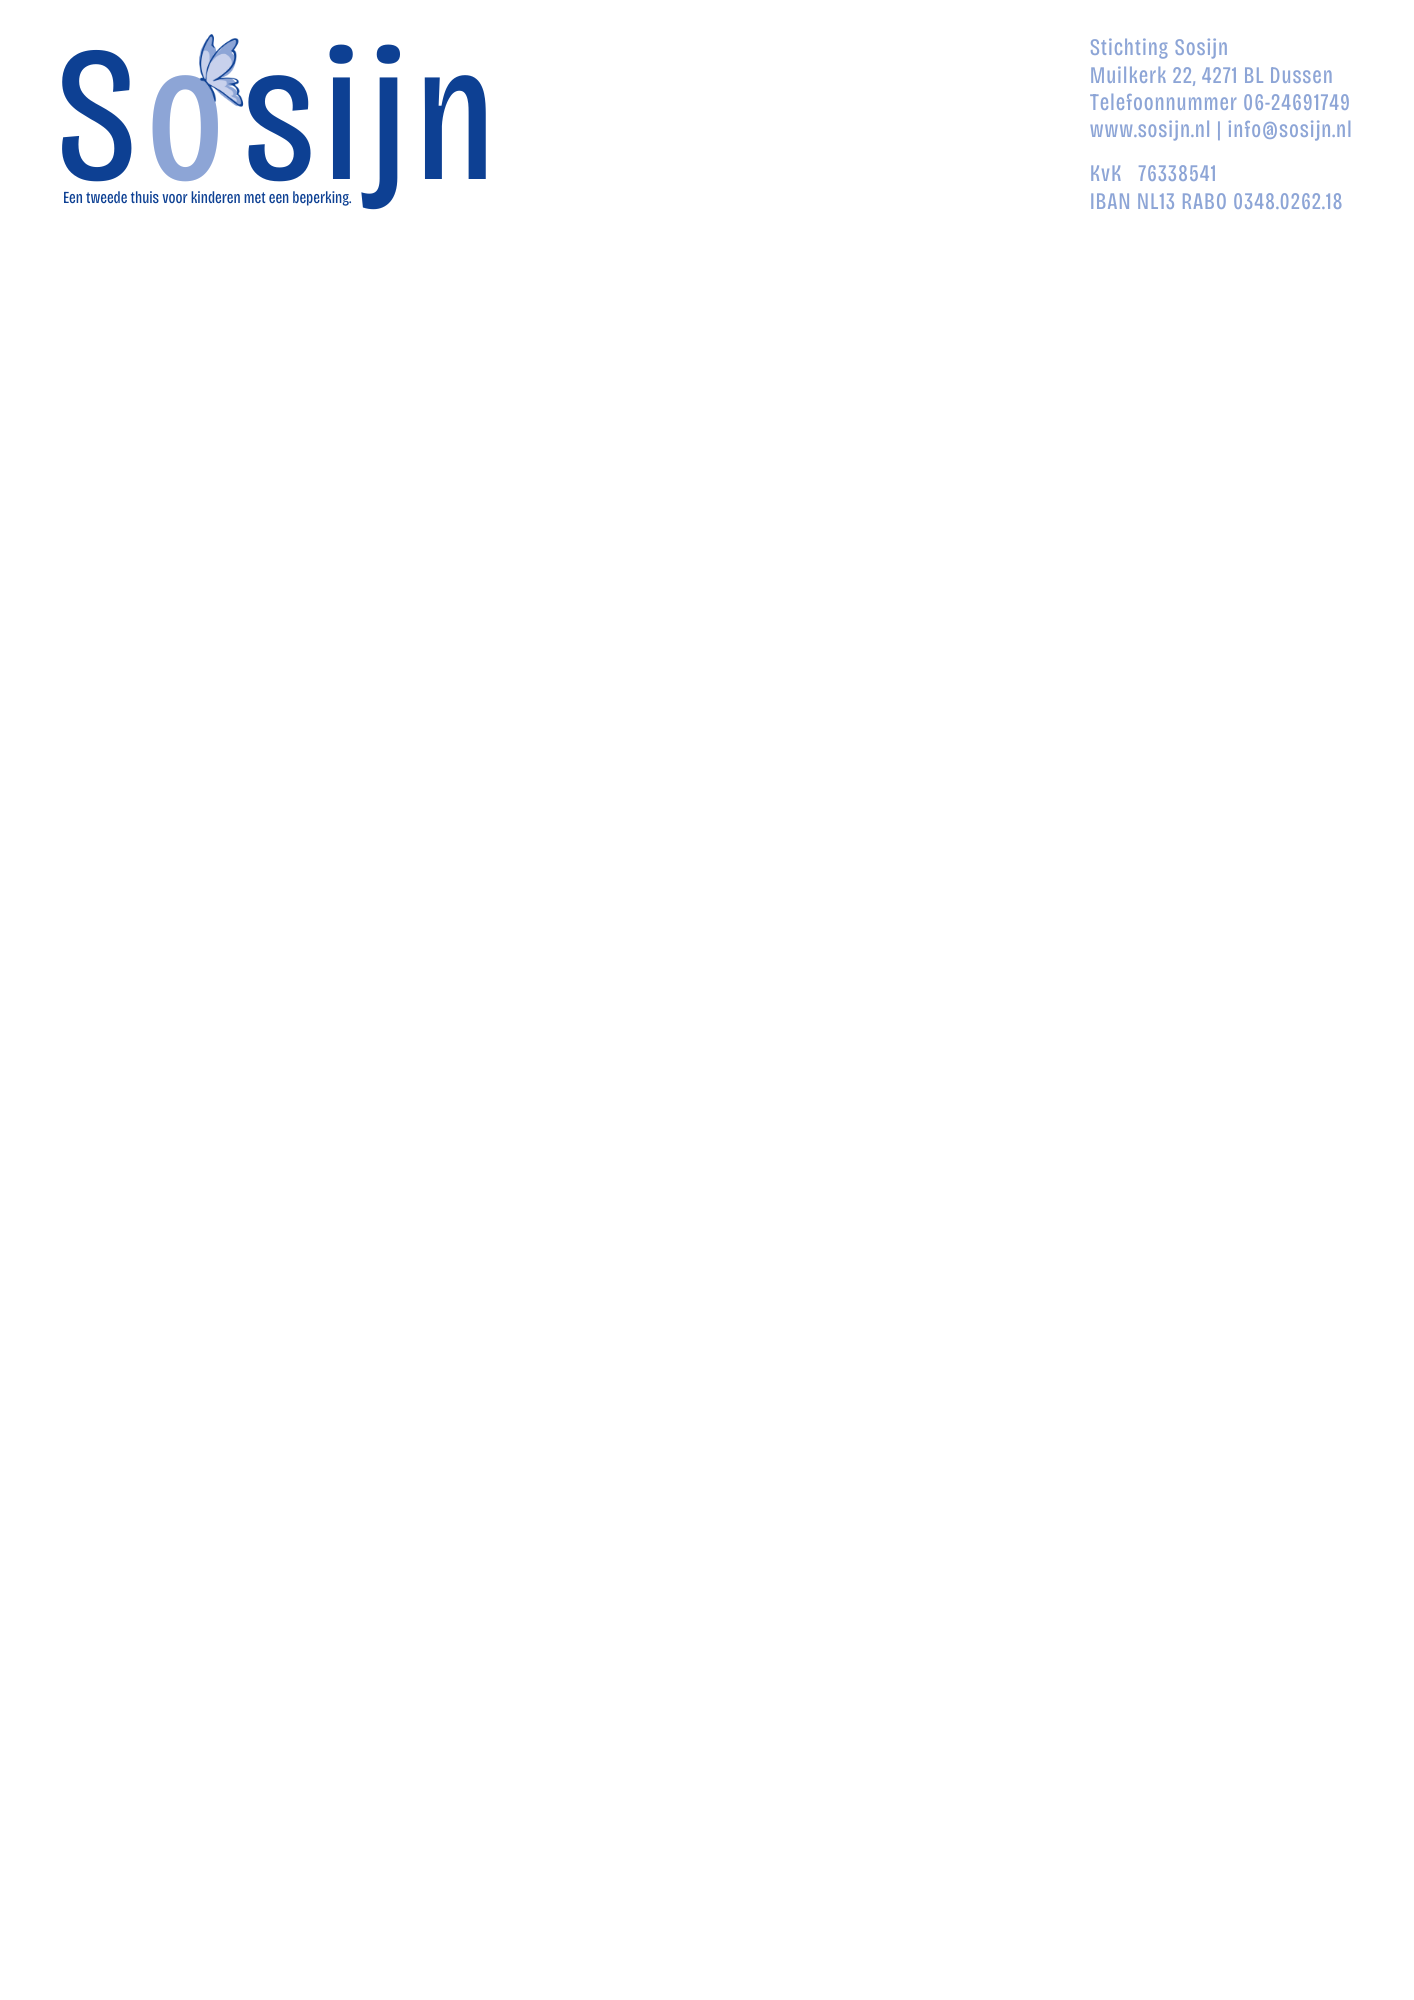 Sosijn
Een tweede thuis voor kinderen met een beperking.
Stichting Sosijn
Muilkerk 22, 4271 BL Dussen
Telefoonnummer 06-24691749
www.sosijn.nl | info@sosijn.nl
KvK 76338541
IBAN NL13 RABO 0348.0262.18